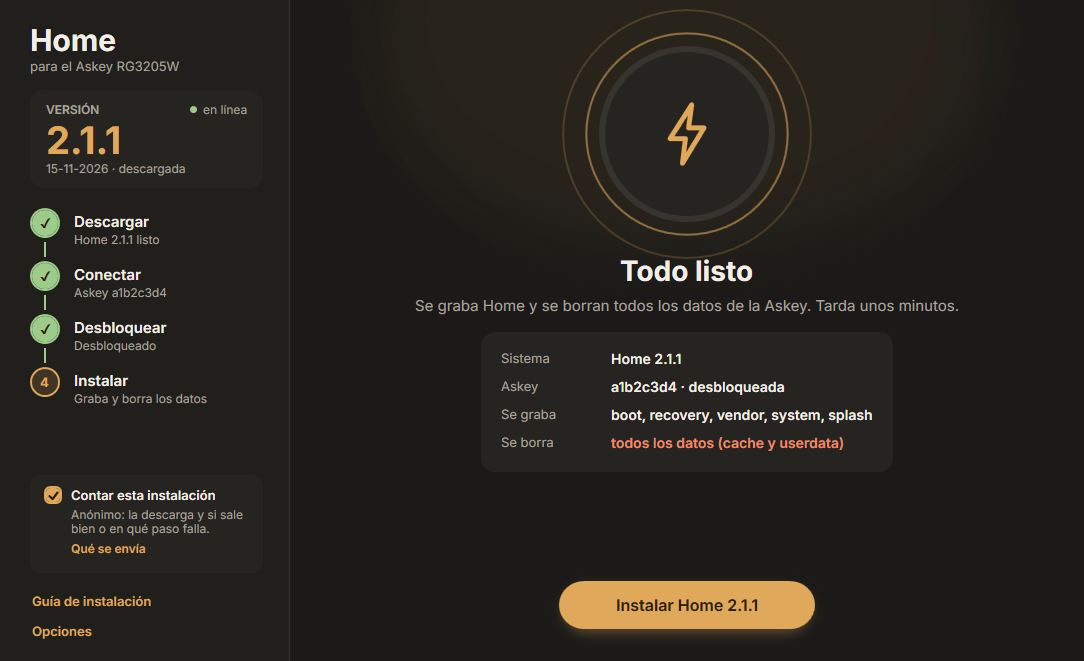 Home
para el Askey RG3205W
VERSIÓN
en línea
2.1.1
15-11-2026 · descargada
Descargar
Home 2.1.1 listo
Conectar
Askey a1b2c3d4
Desbloquear
Desbloqueado
4
Instalar
Graba y borra los datos
Contar esta instalación
Anónimo: la descarga y si sale
bien o en qué paso falla.
Qué se envía
Guía de instalación
Opciones
Todo listo
Se graba Home y se borran todos los datos de la Askey. Tarda unos minutos.
Sistema Home 2.1.1
Askey a1b2c3d4 · desbloqueada
Se graba boot, recovery, vendor, system, splash
Se borra todos los datos (cache y userdata)
Instalar Home 2.1.1